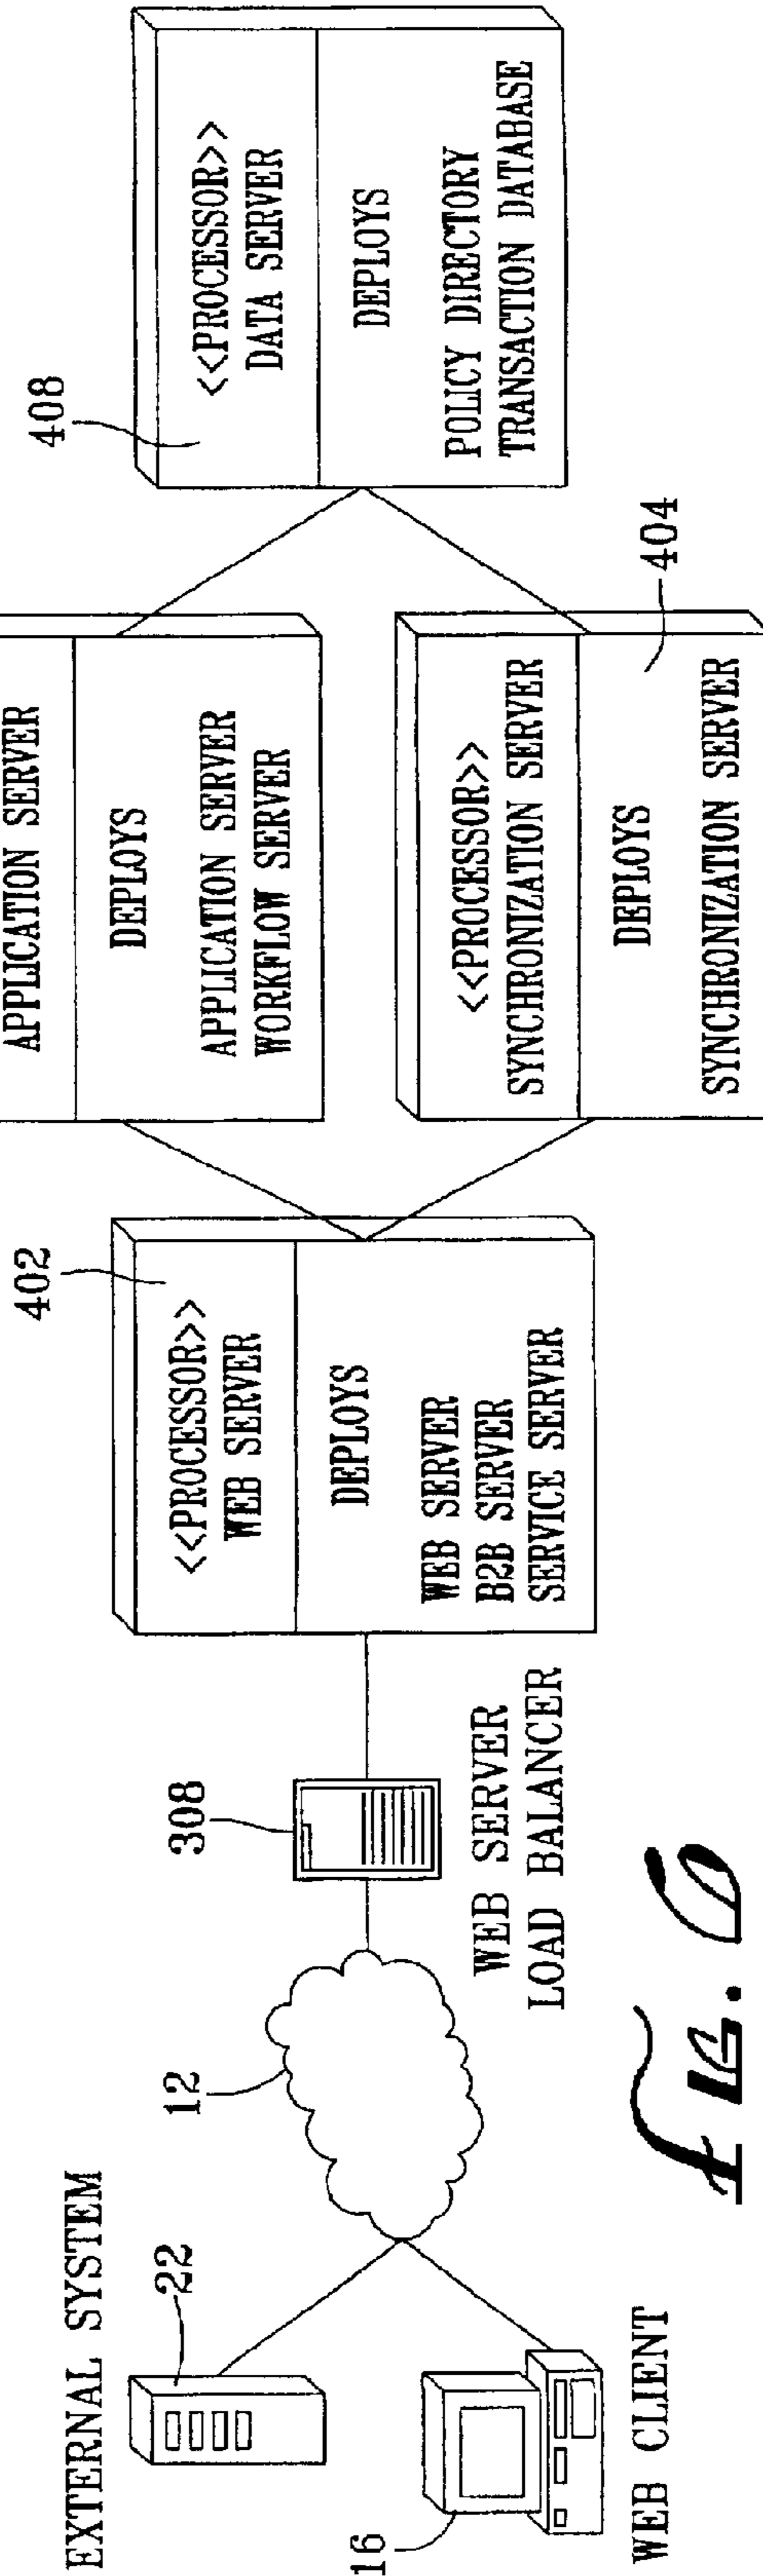 EXTERNAL SYSTEM
22
16
WEB CLIENT
12
308
WEB SERVER
LOAD BALANCER
402
<<PROCESSOR>>
WEB SERVER
DEPLOYS
WEB SERVER
B2B SERVER
SERVICE SERVER
APPLICATION SERVER
DEPLOYS
APPLICATION SERVER
WORKFLOW SERVER
<<PROCESSOR>>
SYNCHRONIZATION SERVER
404
DEPLOYS
SYNCHRONIZATION SERVER
408
<<PROCESSOR>>
DATA SERVER
DEPLOYS
POLICY DIRECTORY
TRANSACTION DATABASE
FIG. 6